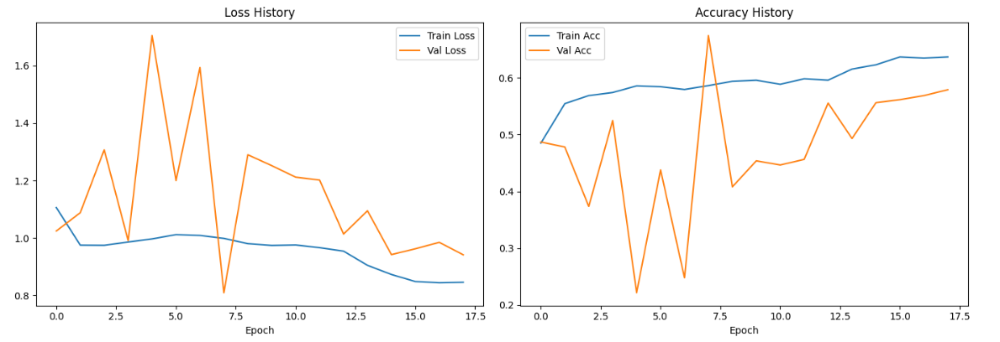 Loss History
Train Loss
Val Loss
1.6
1.4
1.2
1.0
0.8
0.0 2.5 5.0 7.5 10.0 12.5 15.0 17.5
Epoch
Accuracy History
Train Acc
Val Acc
0.6
0.5
0.4
0.3
0.2
0.0 2.5 5.0 7.5 10.0 12.5 15.0 17.5
Epoch